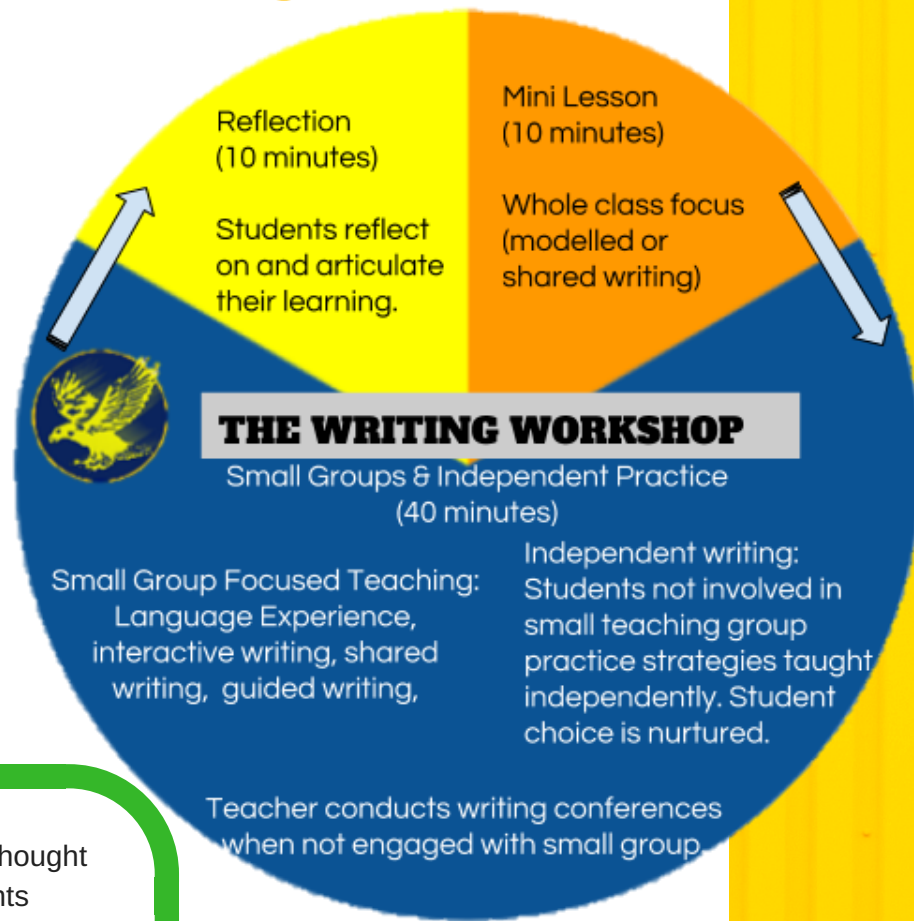 Reflection
(10 minutes)
Students reflect
on and articulate
their learning.
Mini Lesson
(10 minutes)
Whole class focus
(modelled or
shared writing)
THE WRITING WORKSHOP
Small Groups & Independent Practice
(40 minutes)
Small Group Focused Teaching:
Language Experience,
interactive writing, shared
writing, guided writing,
Independent writing:
Students not involved in
small teaching group
practice strategies taught
independently. Student
choice is nurtured.
Teacher conducts writing conferences
when not engaged with small group.